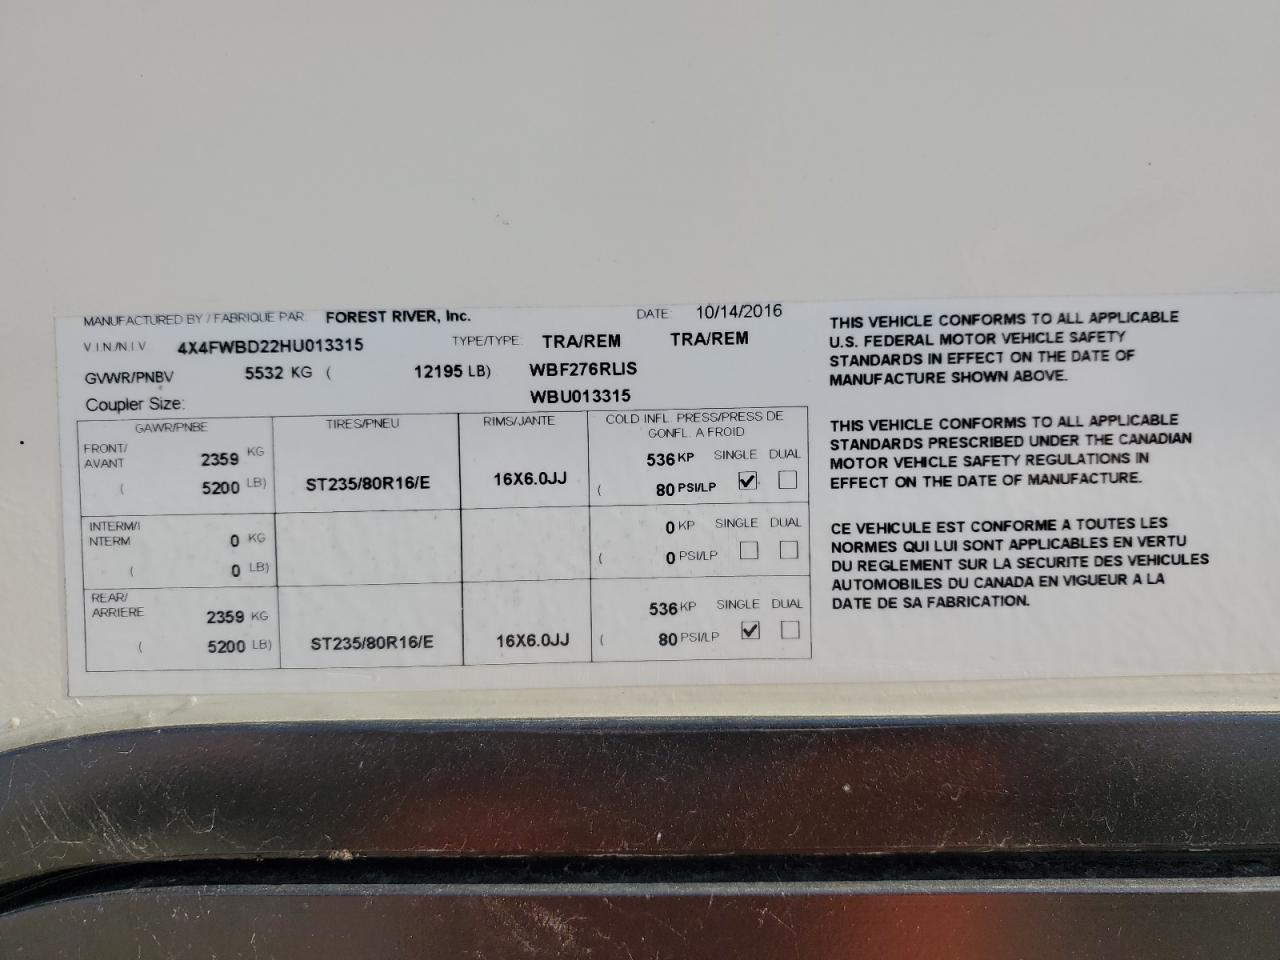 MANUFACTURED BY / FABRIQUE PAR FOREST RIVER, Inc. DATE: 10/14/2016
V.I.N./N.I.V. 4X4FWBD22HU013315 TYPE/TYPE: TRA/REM TRA/REM
GVWR/PNBV 5532 KG ( 12195 LB) WBF276RLIS
Coupler Size: WBU013315
GAWR/PNBE TIRES/PNEU RIMS/JANTE COLD INFL. PRESS/PRESS DE
GONFL. A FROID
FRONT/
AVANT 2359 KG 536 KP SINGLE DUAL
( 5200 LB) ST235/80R16/E 16X6.0JJ ( 80 PSI/LP
INTERM/I
NTERM 0 KG 0 KP SINGLE DUAL
( 0 LB) ( 0 PSI/LP
REAR/
ARRIERE 2359 KG 536 KP SINGLE DUAL
( 5200 LB) ST235/80R16/E 16X6.0JJ ( 80 PSI/LP
THIS VEHICLE CONFORMS TO ALL APPLICABLE
U.S. FEDERAL MOTOR VEHICLE SAFETY
STANDARDS IN EFFECT ON THE DATE OF
MANUFACTURE SHOWN ABOVE.
THIS VEHICLE CONFORMS TO ALL APPLICABLE
STANDARDS PRESCRIBED UNDER THE CANADIAN
MOTOR VEHICLE SAFETY REGULATIONS IN
EFFECT ON THE DATE OF MANUFACTURE.
CE VEHICULE EST CONFORME A TOUTES LES
NORMES QUI LUI SONT APPLICABLES EN VERTU
DU REGLEMENT SUR LA SECURITE DES VEHICULES
AUTOMOBILES DU CANADA EN VIGUEUR A LA
DATE DE SA FABRICATION.